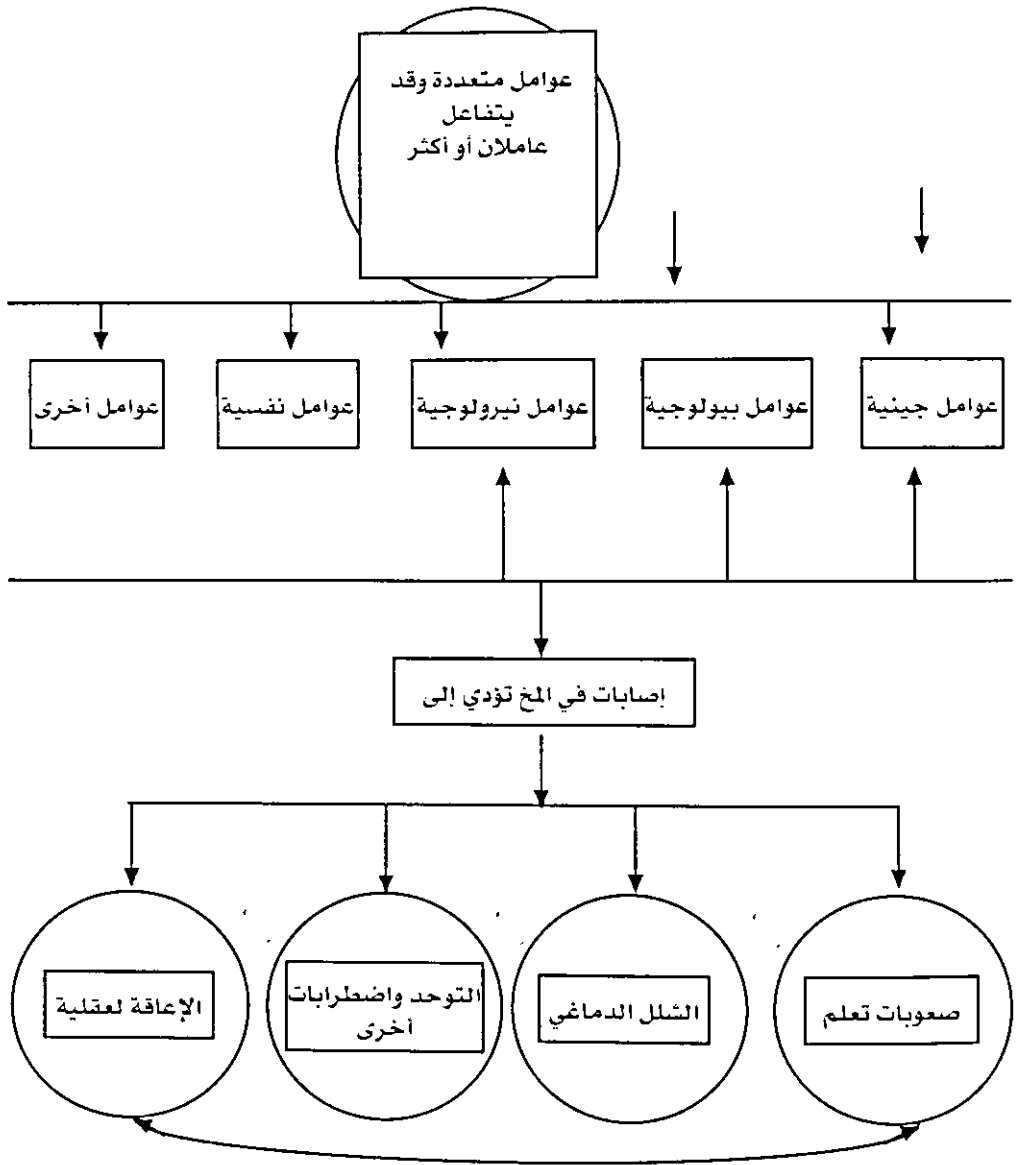 عوامل متعددة وقد
يتفاعل
عاملان أو أكثر
عوامل جينية
عوامل بيولوجية
عوامل نيرولوجية
عوامل نفسية
عوامل أخرى
إصابات في المخ تؤدي إلى
صعوبات تعلم
الشلل الدماغي
التوحد واضطرابات
أخرى
الإعاقة لعقلية